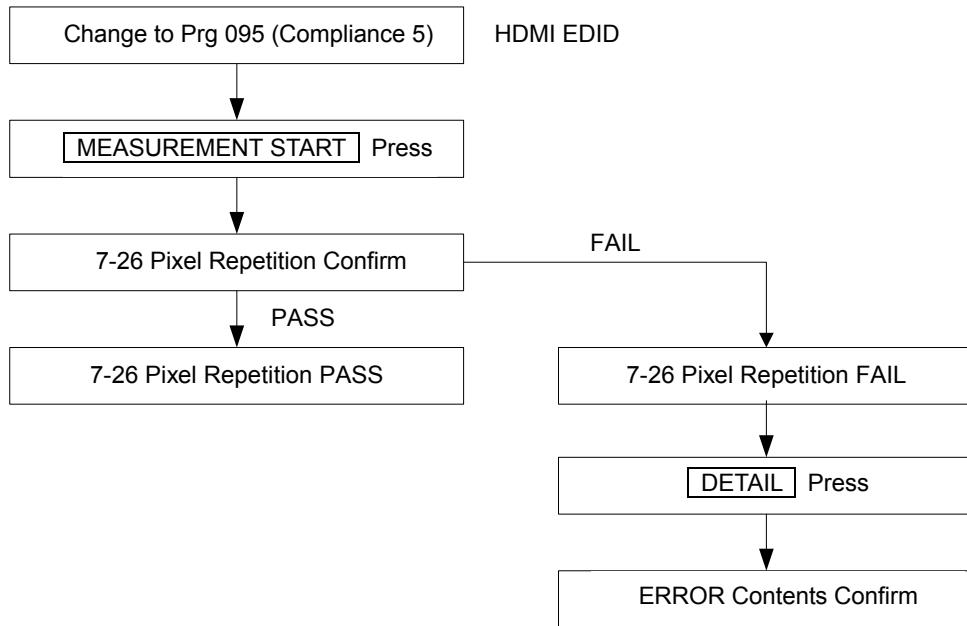 Change to Prg 095 (Compliance 5)
HDMI EDID
MEASUREMENT START Press
7-26 Pixel Repetition Confirm
FAIL
PASS
7-26 Pixel Repetition PASS
7-26 Pixel Repetition FAIL
DETAIL Press
ERROR Contents Confirm